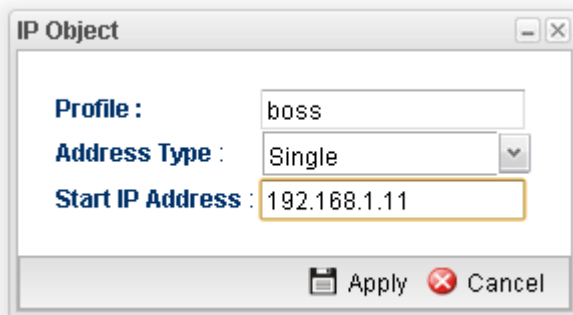 IP Object
Profile : boss
Address Type : Single
Start IP Address : 192.168.1.11
Apply Cancel